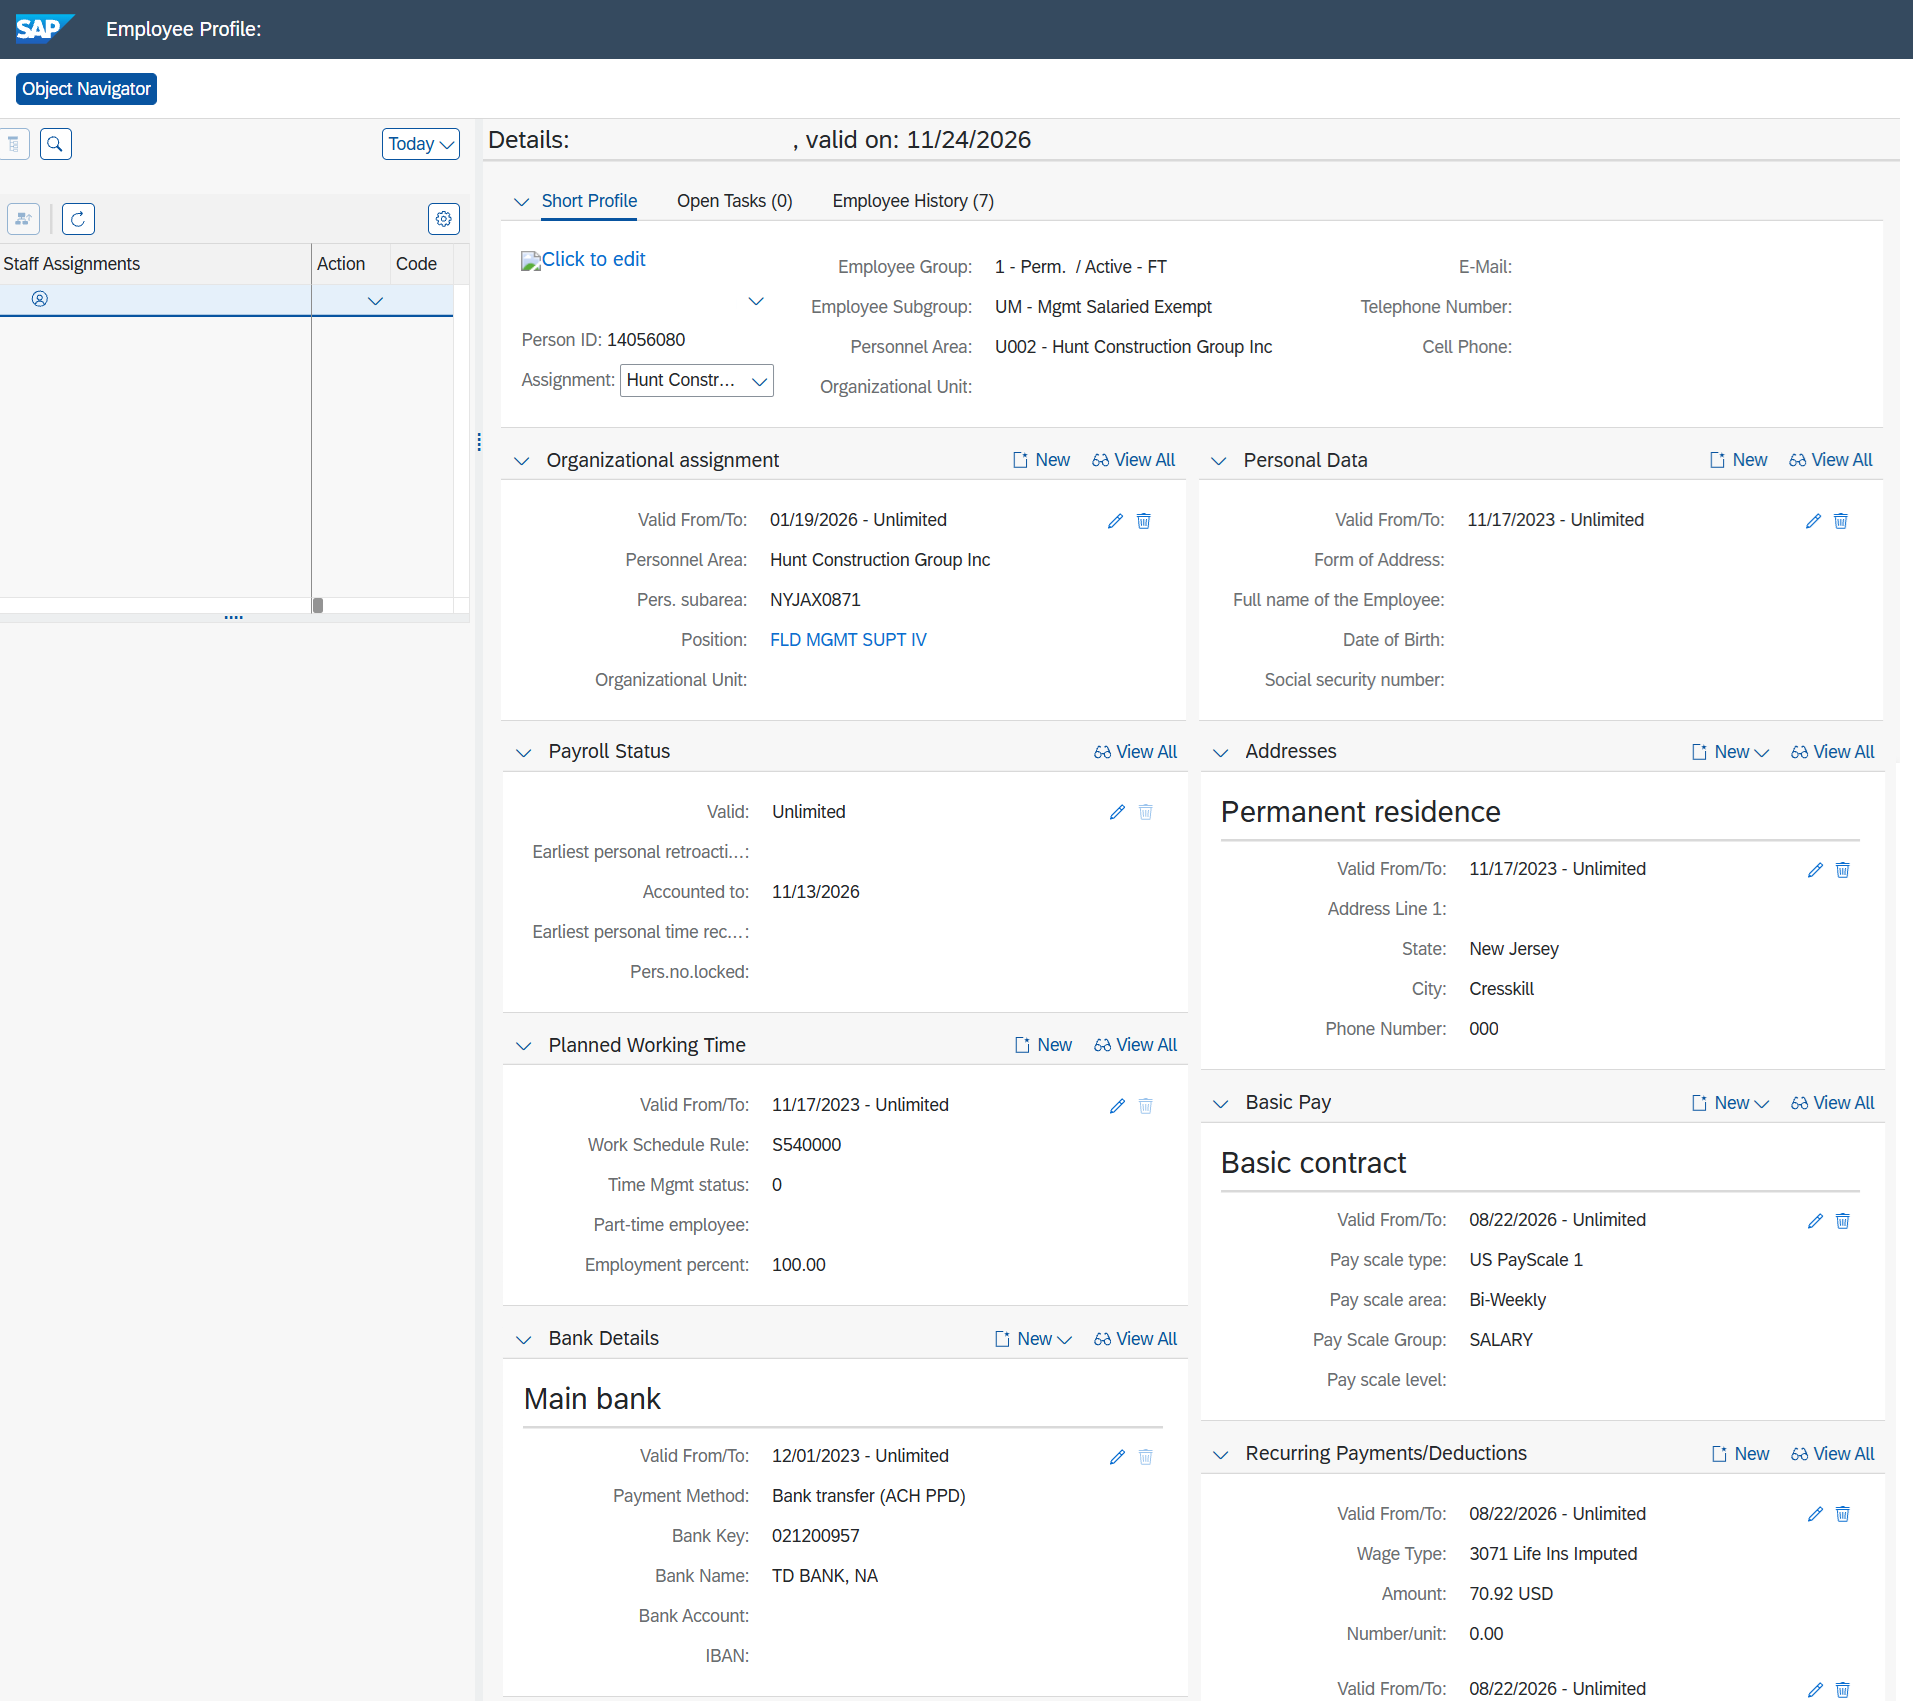 SAP Employee Profile:
Object Navigator
Today
Staff Assignments Action Code
Details: , valid on: 11/24/2026
Short Profile Open Tasks (0) Employee History (7)
Click to edit
Person ID: 14056080
Assignment: Hunt Constr...
Employee Group: 1 - Perm. / Active - FT
Employee Subgroup: UM - Mgmt Salaried Exempt
Personnel Area: U002 - Hunt Construction Group Inc
Organizational Unit:
E-Mail:
Telephone Number:
Cell Phone:
Organizational assignment New View All
Valid From/To: 01/19/2026 - Unlimited
Personnel Area: Hunt Construction Group Inc
Pers. subarea: NYJAX0871
Position: FLD MGMT SUPT IV
Organizational Unit:
Personal Data New View All
Valid From/To: 11/17/2023 - Unlimited
Form of Address:
Full name of the Employee:
Date of Birth:
Social security number:
Payroll Status View All
Valid: Unlimited
Earliest personal retroacti...:
Accounted to: 11/13/2026
Earliest personal time rec...:
Pers.no.locked:
Addresses New View All
Permanent residence
Valid From/To: 11/17/2023 - Unlimited
Address Line 1:
State: New Jersey
City: Cresskill
Phone Number: 000
Planned Working Time New View All
Valid From/To: 11/17/2023 - Unlimited
Work Schedule Rule: S540000
Time Mgmt status: 0
Part-time employee:
Employment percent: 100.00
Basic Pay New View All
Basic contract
Valid From/To: 08/22/2026 - Unlimited
Pay scale type: US PayScale 1
Pay scale area: Bi-Weekly
Pay Scale Group: SALARY
Pay scale level:
Bank Details New View All
Main bank
Valid From/To: 12/01/2023 - Unlimited
Payment Method: Bank transfer (ACH PPD)
Bank Key: 021200957
Bank Name: TD BANK, NA
Bank Account:
IBAN:
Recurring Payments/Deductions New View All
Valid From/To: 08/22/2026 - Unlimited
Wage Type: 3071 Life Ins Imputed
Amount: 70.92 USD
Number/unit: 0.00
Valid From/To: 08/22/2026 - Unlimited